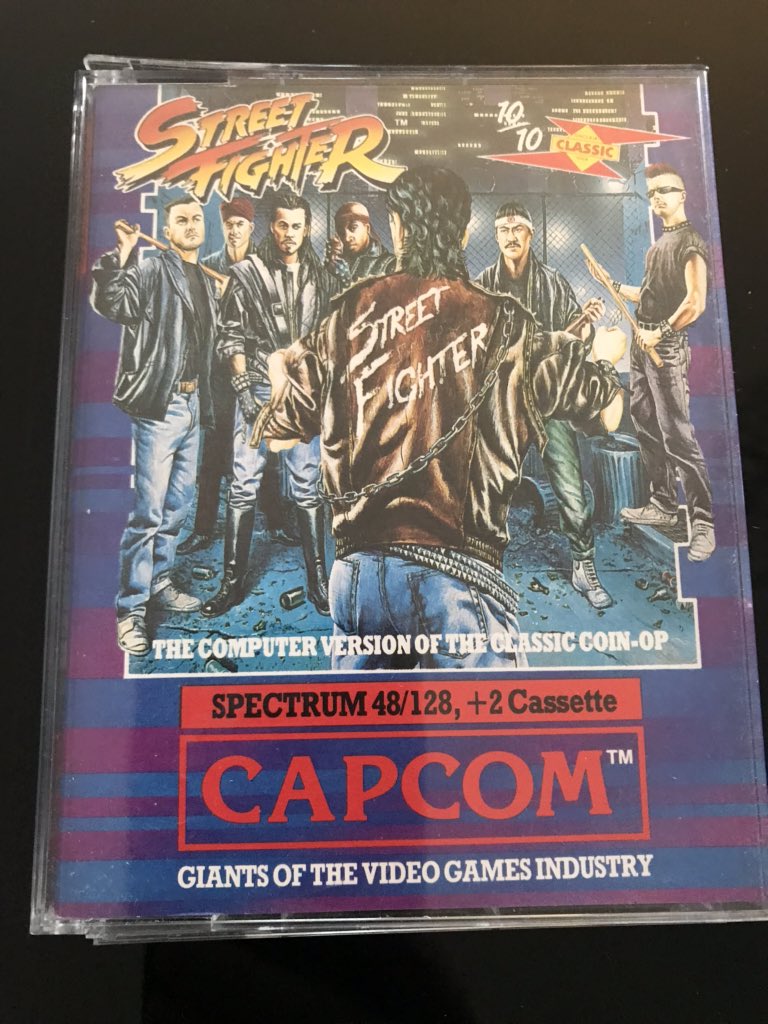 STREET
FIGHTER
TM
10
10
CLASSIC
STREET
FIGHTER
THE COMPUTER VERSION OF THE CLASSIC COIN-OP
SPECTRUM 48/128, +2 Cassette
CAPCOM™
GIANTS OF THE VIDEO GAMES INDUSTRY